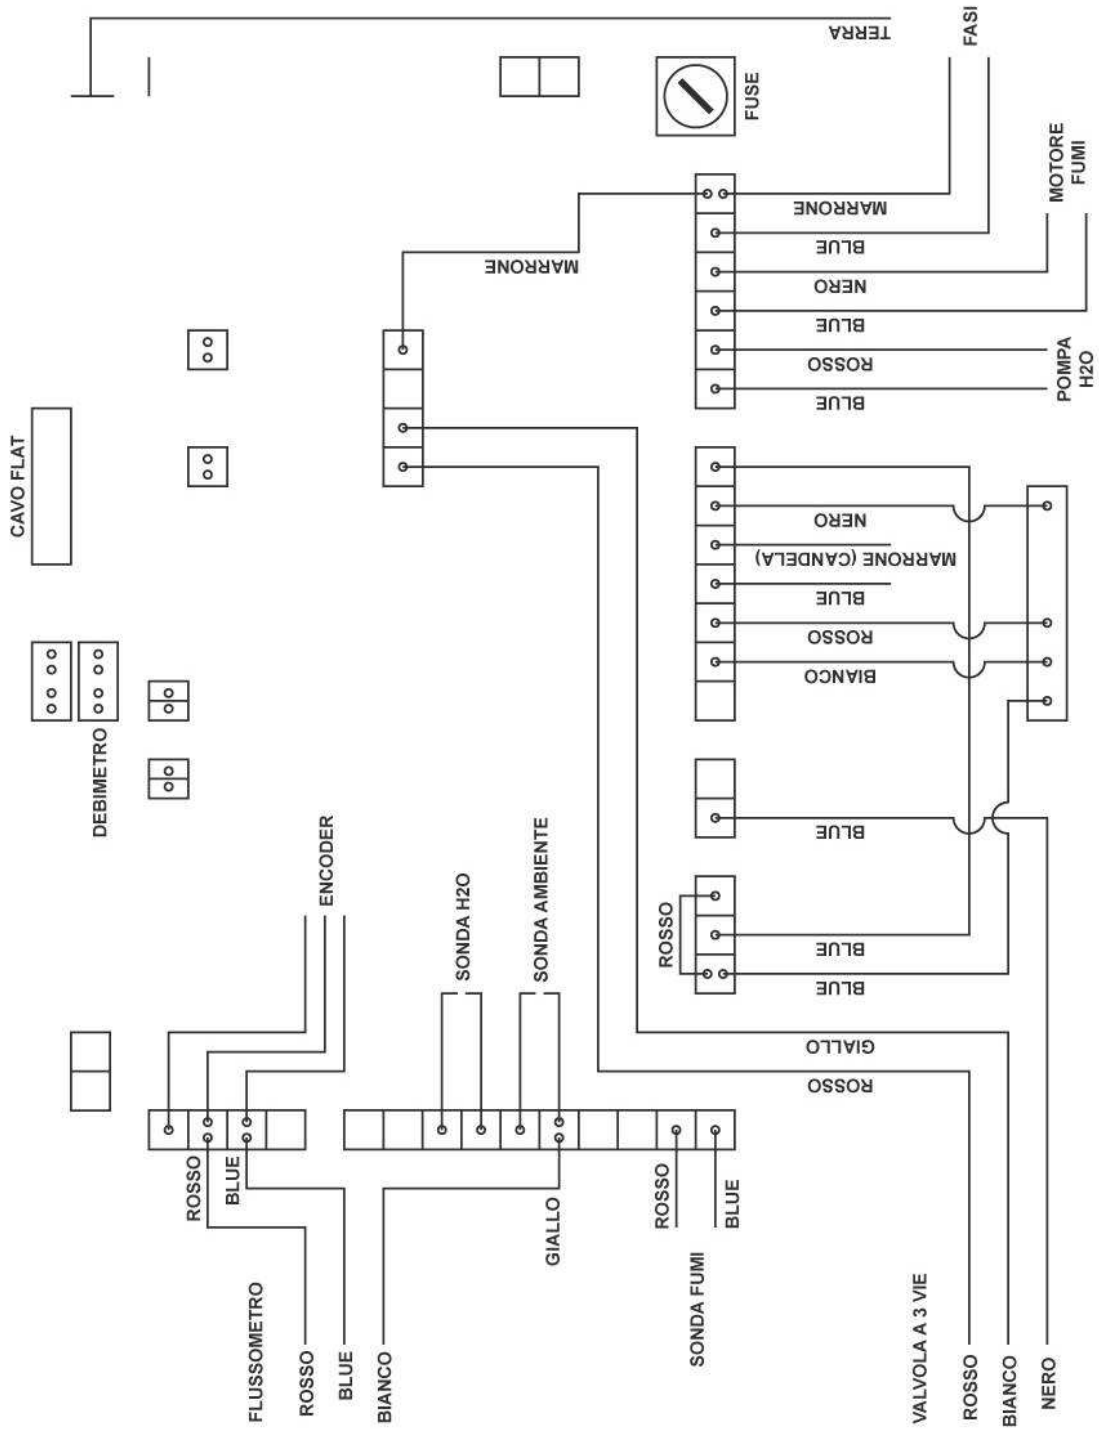 TERRA
FASI
FUSE
MOTORE
FUMI
MARRONE
BLUE
NERO
BLUE
ROSSO
BLUE
POMPA
H2O
MARRONE
CAVO FLAT
NERO
MARRONE (CANDELA)
BLUE
ROSSO
BIANCO
DEBIMETRO
BLUE
ENCODER
SONDA H2O
SONDA AMBIENTE
ROSSO
BLUE
BLUE
GIALLO
ROSSO
ROSSO
BLUE
GIALLO
ROSSO
BLUE
SONDA FUMI
FLUSSOMETRO
ROSSO
BLUE
BIANCO
VALVOLA A 3 VIE
ROSSO
BIANCO
NERO